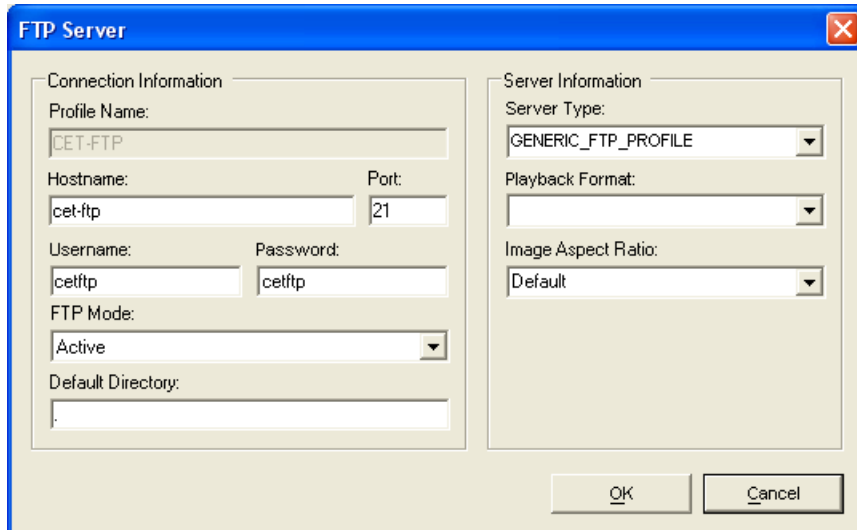 FTP Server
Connection Information
Profile Name:
CET-FTP
Hostname: Port:
cet-ftp 21
Username: Password:
cetftp cetftp
FTP Mode:
Active
Default Directory:
.
Server Information
Server Type:
GENERIC_FTP_PROFILE
Playback Format:
Image Aspect Ratio:
Default
OK Cancel